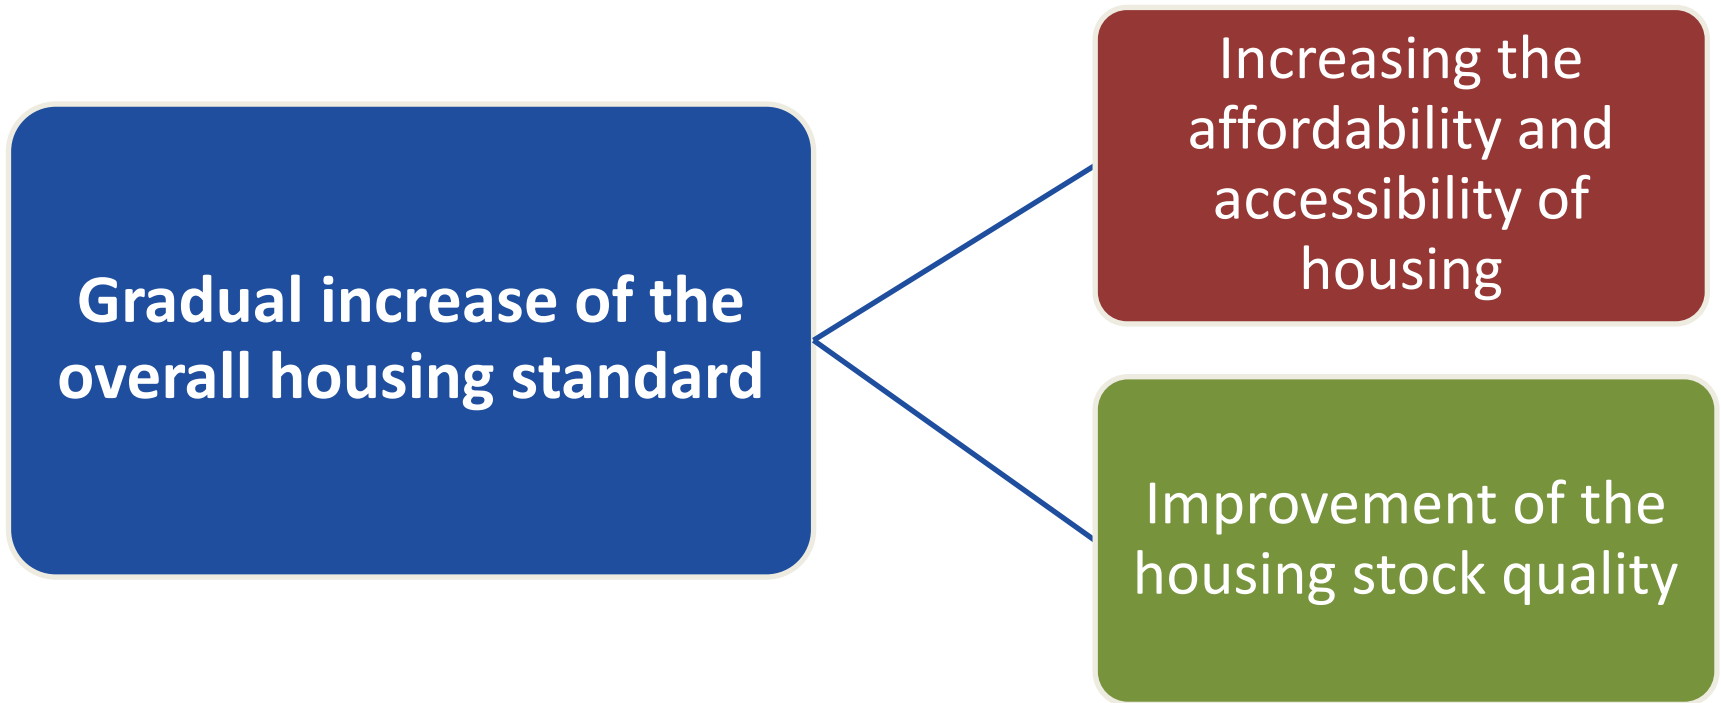 Gradual increase of the
overall housing standard
Increasing the
affordability and
accessibility of
housing
Improvement of the
housing stock quality